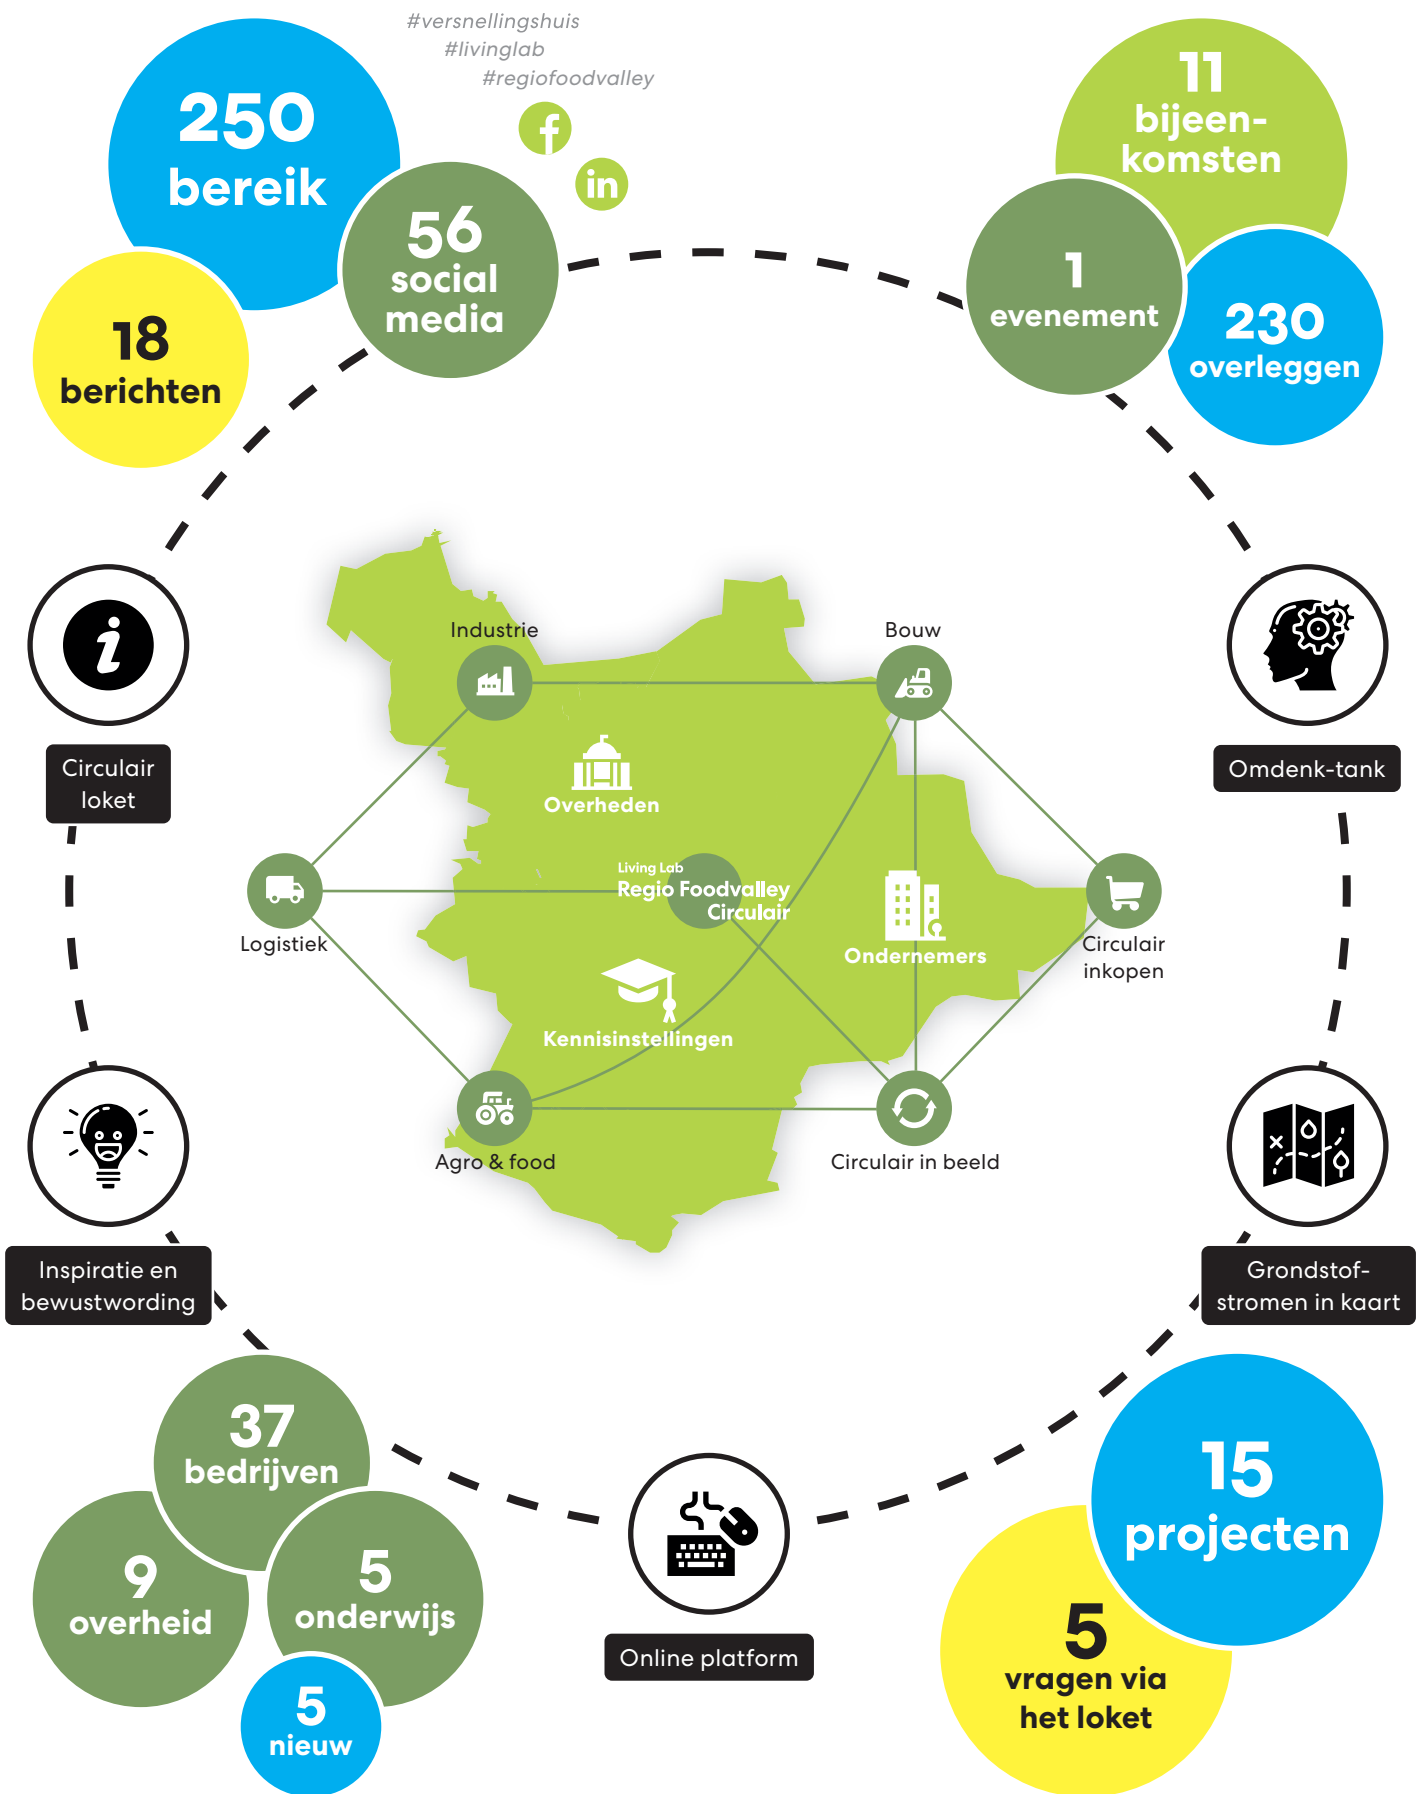 #versnellingshuis
#livinglab
#regiofoodvalley
250
bereik
56
social
media
18
berichten
11
bijeen-
komsten
1
evenement
230
overleggen
Circulair
loket
Omdenk-tank
Industrie
Bouw
Overheden
Living Lab
Regio Foodvalley
Circulair
Logistiek
Ondernemers
Circulair
inkopen
Kennisinstellingen
Agro & food
Circulair in beeld
Inspiratie en
bewustwording
Grondstof-
stromen in kaart
37
bedrijven
9
overheid
5
onderwijs
5
nieuw
Online platform
15
projecten
5
vragen via
het loket